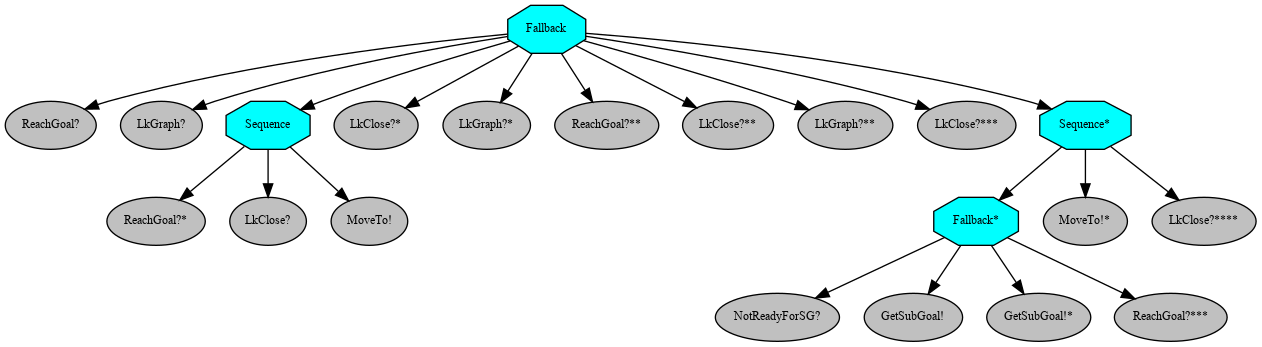 Fallback
ReachGoal?
LkGraph?
Sequence
LkClose?*
LkGraph?*
ReachGoal?**
LkClose?**
LkGraph?**
LkClose?***
Sequence*
ReachGoal?*
LkClose?
MoveTo!
Fallback*
MoveTo!*
LkClose?****
NotReadyForSG?
GetSubGoal!
GetSubGoal!*
ReachGoal?***